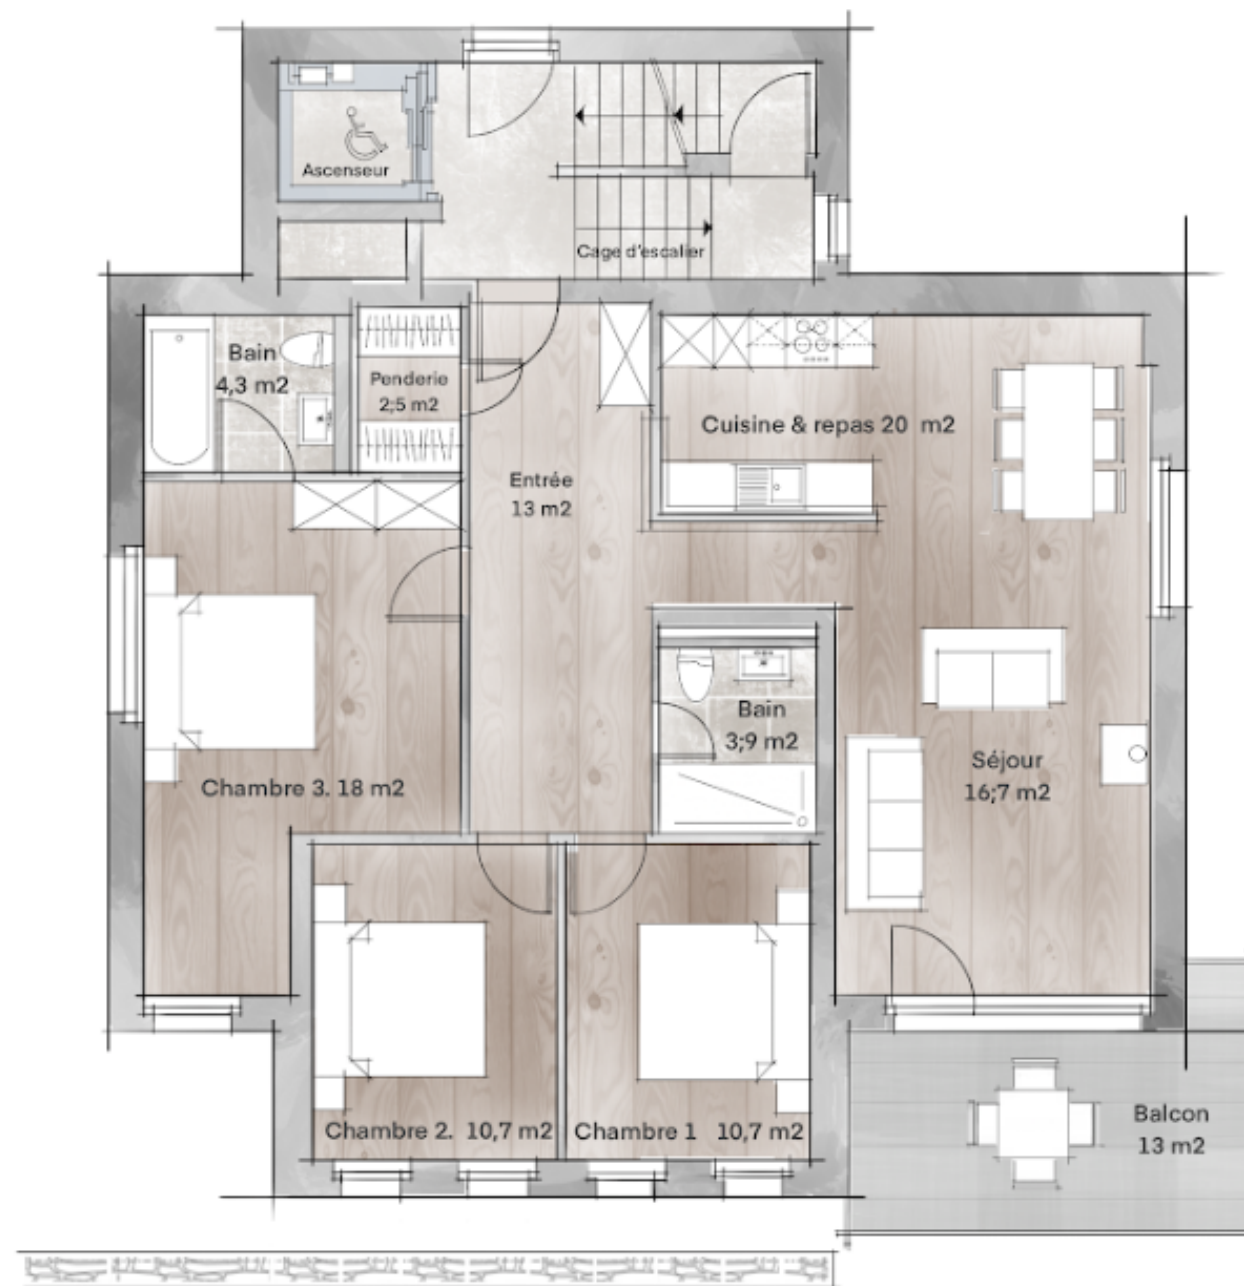 Ascenseur
Cage d'escalier
Bain
4,3 m2
Penderie
2;5 m2
Cuisine & repas 20 m2
Entrée
13 m2
Bain
3;9 m2
Séjour
16;7 m2
Chambre 3. 18 m2
Chambre 2. 10,7 m2
Chambre 1 10,7 m2
Balcon
13 m2